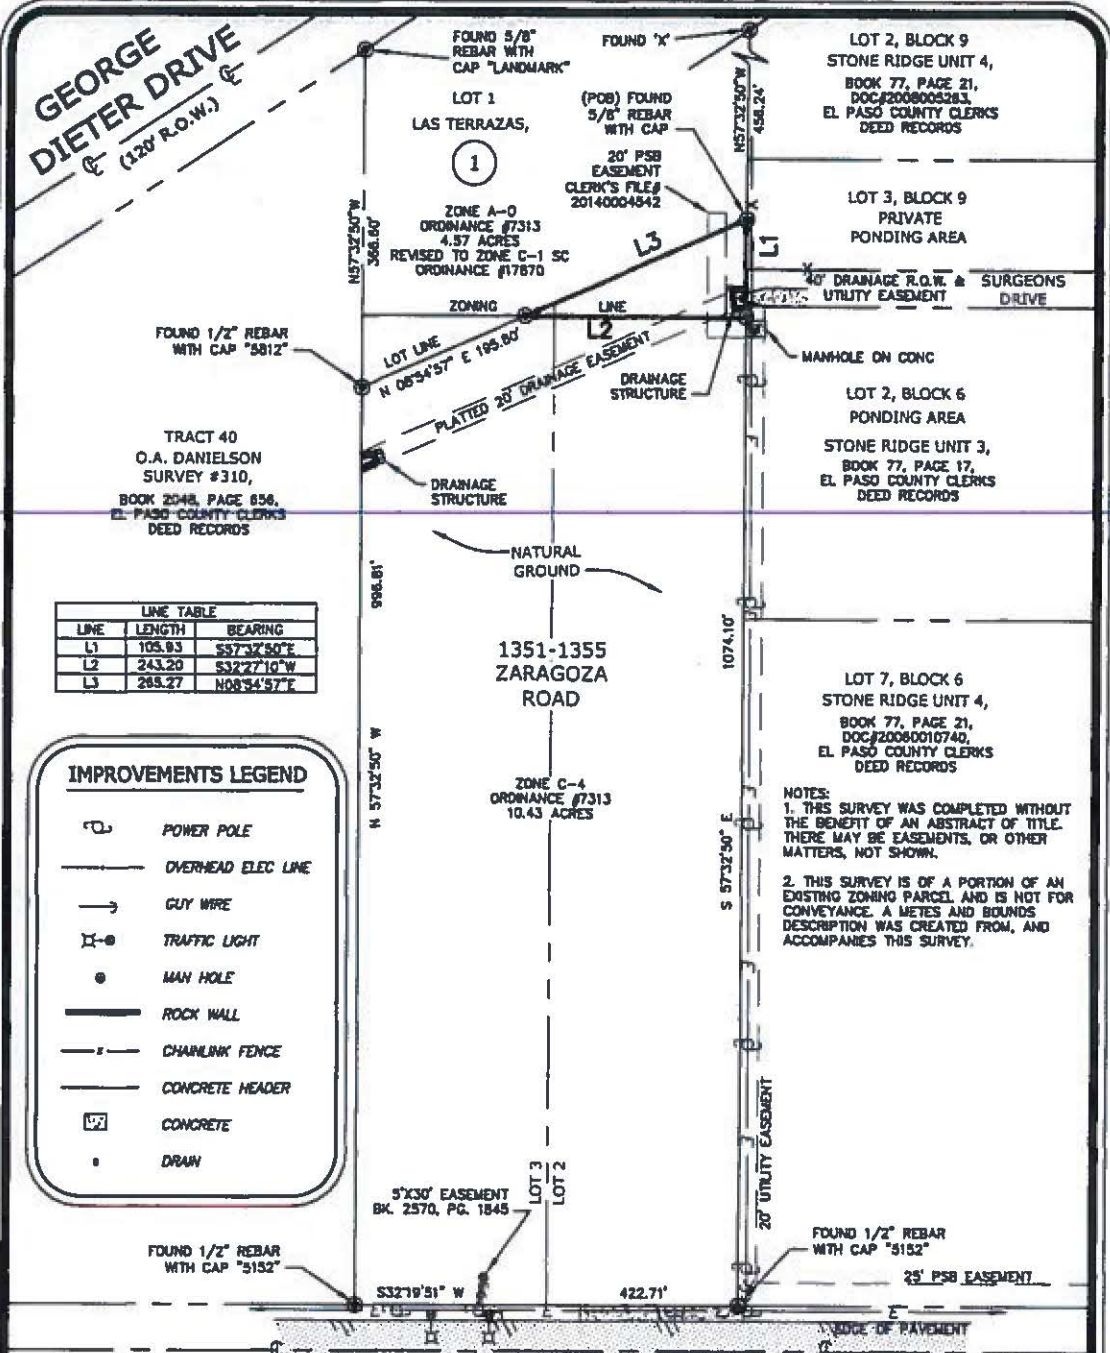 GEORGE
DIETER DRIVE
(120' R.O.W.)
FOUND 5/8"
REBAR WITH
CAP "LANDMARK"
FOUND 'X'
LOT 2, BLOCK 9
STONE RIDGE UNIT 4,
BOOK 77, PAGE 21,
DOC#2008005283,
EL PASO COUNTY CLERKS
DEED RECORDS
LOT 1
LAS TERRAZAS,
1
(POB) FOUND
5/8" REBAR
WITH CAP
N57°32'50"W
458.24'
20' PSB
EASEMENT
CLERK'S FILE#
20140004542
LOT 3, BLOCK 9
PRIVATE
PONDING AREA
ZONE A-O
ORDINANCE #7313
4.57 ACRES
REVISED TO ZONE C-1 SC
ORDINANCE #17670
N57°32'50"W
366.60'
L3
L1
40' DRAINAGE R.O.W. &
UTILITY EASEMENT
SURGEONS
DRIVE
ZONING LINE
L2
FOUND 1/2" REBAR
WITH CAP "5812"
LOT LINE
N 08°54'57" E 195.60'
PLATTED 20' DRAINAGE EASEMENT
DRAINAGE
STRUCTURE
MANHOLE ON CONC
LOT 2, BLOCK 6
PONDING AREA
STONE RIDGE UNIT 3,
BOOK 77, PAGE 17,
EL PASO COUNTY CLERKS
DEED RECORDS
TRACT 40
O.A. DANIELSON
SURVEY #310,
BOOK 2048, PAGE 656,
EL PASO COUNTY CLERKS
DEED RECORDS
DRAINAGE
STRUCTURE
NATURAL
GROUND
995.81'
LINE TABLE
LINE LENGTH BEARING
L1 105.93 S57°32'50"E
L2 243.20 S32°27'10"W
L3 265.27 N08°54'57"E
1351-1355
ZARAGOZA
ROAD
1074.10'
LOT 7, BLOCK 6
STONE RIDGE UNIT 4,
BOOK 77, PAGE 21,
DOC#20060010740,
EL PASO COUNTY CLERKS
DEED RECORDS
N 57°32'50" W
ZONE C-4
ORDINANCE #7313
10.43 ACRES
S 57°32'50" E
NOTES:
1. THIS SURVEY WAS COMPLETED WITHOUT
THE BENEFIT OF AN ABSTRACT OF TITLE.
THERE MAY BE EASEMENTS, OR OTHER
MATTERS, NOT SHOWN.
2. THIS SURVEY IS OF A PORTION OF AN
EXISTING ZONING PARCEL AND IS NOT FOR
CONVEYANCE. A METES AND BOUNDS
DESCRIPTION WAS CREATED FROM, AND
ACCOMPANIES THIS SURVEY.
IMPROVEMENTS LEGEND
POWER POLE
OVERHEAD ELEC LINE
GUY WIRE
TRAFFIC LIGHT
MAN HOLE
ROCK WALL
CHAINLINK FENCE
CONCRETE HEADER
CONCRETE
DRAIN
20' UTILITY EASEMENT
LOT 3
LOT 2
5'X30' EASEMENT
BK. 2570, PG. 1845
FOUND 1/2" REBAR
WITH CAP "5152"
FOUND 1/2" REBAR
WITH CAP "5152"
25' PSB EASEMENT
S32°19'51" W 422.71'
E
EDGE OF PAVEMENT